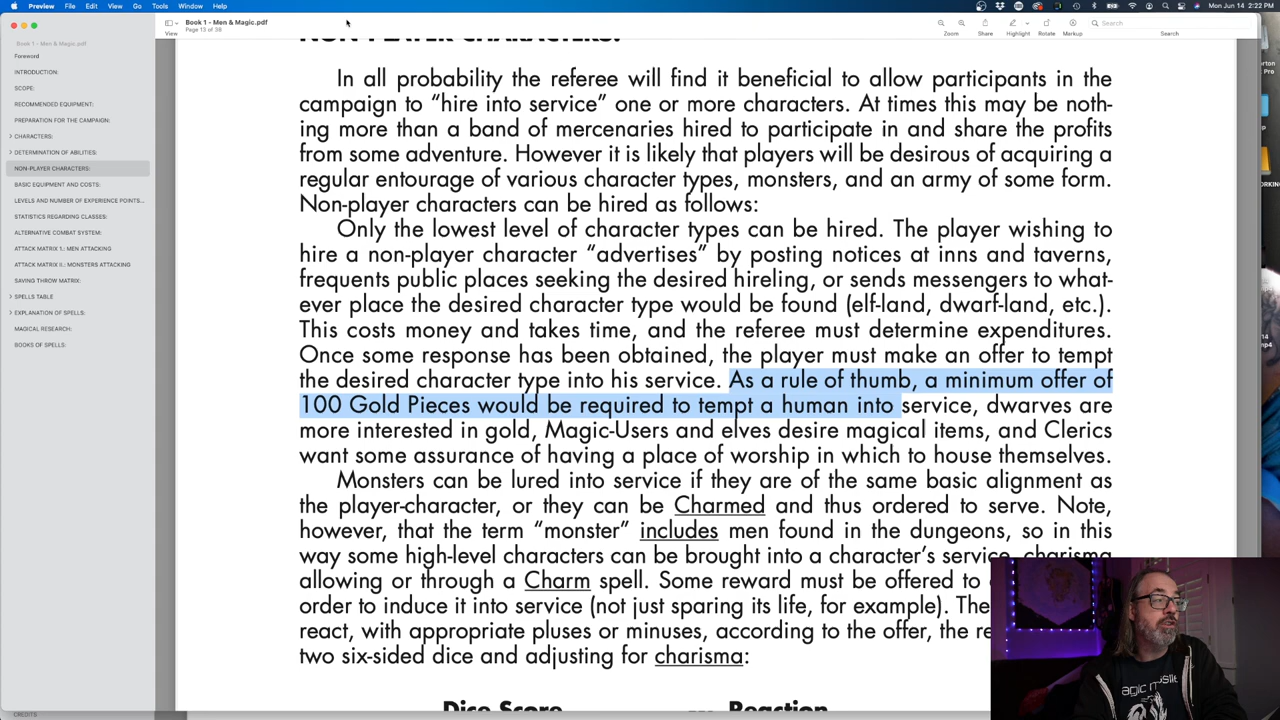 Preview File Edit View Go Tools Window Help
Mon Jun 14 2:22 PM
Book 1 - Men & Magic.pdf
Page 13 of 38
View
Zoom Share Highlight Rotate Markup Search
Search
Book 1 - Men & Magic.pdf
Foreword
INTRODUCTION:
SCOPE:
RECOMMENDED EQUIPMENT:
PREPARATION FOR THE CAMPAIGN:
CHARACTERS:
DETERMINATION OF ABILITIES:
NON-PLAYER CHARACTERS:
BASIC EQUIPMENT AND COSTS:
LEVELS AND NUMBER OF EXPERIENCE POINTS...
STATISTICS REGARDING CLASSES:
ALTERNATIVE COMBAT SYSTEM:
ATTACK MATRIX 1.: MEN ATTACKING
ATTACK MATRIX II.: MONSTERS ATTACKING
SAVING THROW MATRIX:
SPELLS TABLE
EXPLANATION OF SPELLS:
MAGICAL RESEARCH:
BOOKS OF SPELLS:
CREDITS
NON-PLAYER CHARACTERS:
In all probability the referee will find it beneficial to allow participants in the
campaign to “hire into service” one or more characters. At times this may be noth-
ing more than a band of mercenaries hired to participate in and share the profits
from some adventure. However it is likely that players will be desirous of acquiring a
regular entourage of various character types, monsters, and an army of some form.
Non-player characters can be hired as follows:
Only the lowest level of character types can be hired. The player wishing to
hire a non-player character “advertises” by posting notices at inns and taverns,
frequents public places seeking the desired hireling, or sends messengers to what-
ever place the desired character type would be found (elf-land, dwarf-land, etc.).
This costs money and takes time, and the referee must determine expenditures.
Once some response has been obtained, the player must make an offer to tempt
the desired character type into his service. As a rule of thumb, a minimum offer of
100 Gold Pieces would be required to tempt a human into service, dwarves are
more interested in gold, Magic-Users and elves desire magical items, and Clerics
want some assurance of having a place of worship in which to house themselves.
Monsters can be lured into service if they are of the same basic alignment as
the player-character, or they can be Charmed and thus ordered to serve. Note,
however, that the term “monster” includes men found in the dungeons, so in this
way some high-level characters can be brought into a character’s service, charisma
allowing or through a Charm spell. Some reward must be offered to
order to induce it into service (not just sparing its life, for example). The
react, with appropriate pluses or minuses, according to the offer, the
two six-sided dice and adjusting for charisma:
Dice Score Reaction